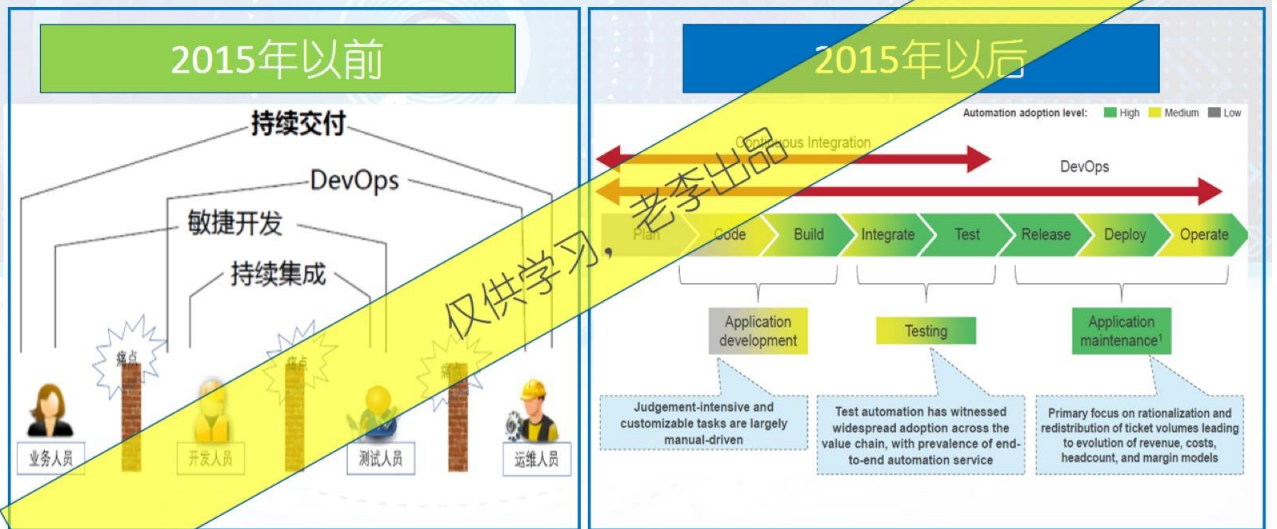 2015年以前
持续交付
DevOps
敏捷开发
持续集成
痛点
痛点
痛点
业务人员
开发人员
测试人员
运维人员
仅供学习，老李出品
2015年以后
Automation adoption level: High Medium Low
Continuous Integration
DevOps
Plan Code Build Integrate Test Release Deploy Operate
Application
development
Testing
Application
maintenance¹
Judgement-intensive and
customizable tasks are largely
manual-driven
Test automation has witnessed
widespread adoption across the
value chain, with prevalence of end-
to-end automation service
Primary focus on rationalization and
redistribution of ticket volumes leading
to evolution of revenue, costs,
headcount, and margin models